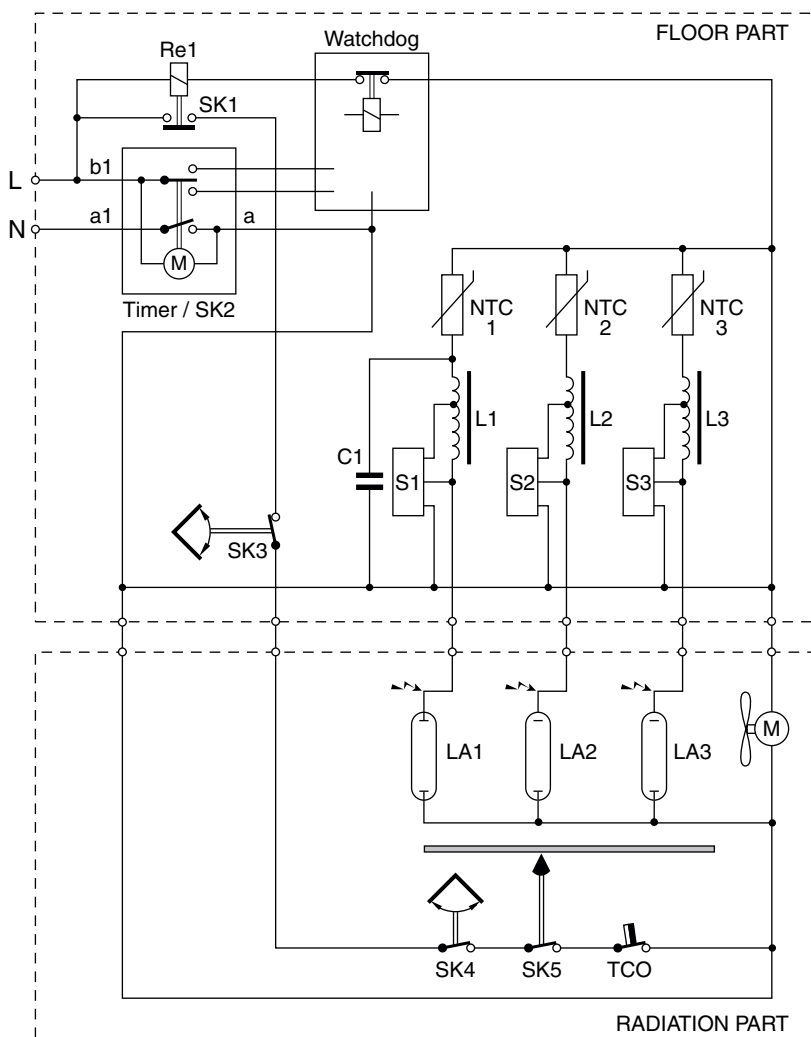 FLOOR PART
Watchdog
Re1
SK1
L
b1
N
a1
a
M
Timer / SK2
NTC
1
NTC
2
NTC
3
L1
L2
L3
C1
S1
S2
S3
SK3
LA1
LA2
LA3
M
SK4
SK5
TCO
RADIATION PART